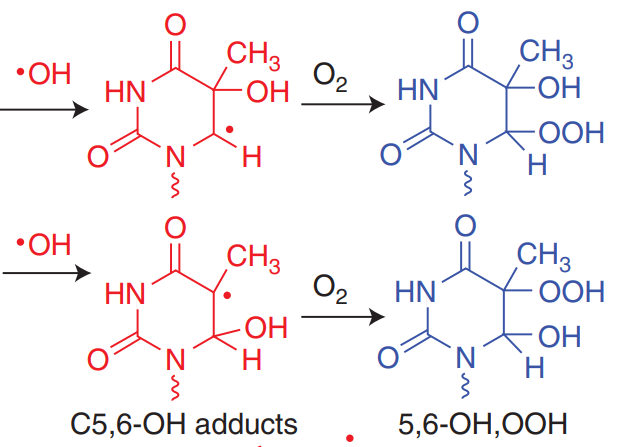 O
O
•OH
CH3
OH
O2
CH3
OH
HN
HN
•
OOH
O
N
H
O
N
H
O
O
•OH
CH3
O2
CH3
HN
•
HN
OOH
OH
OH
O
N
H
O
N
H
C5,6-OH adducts
5,6-OH,OOH